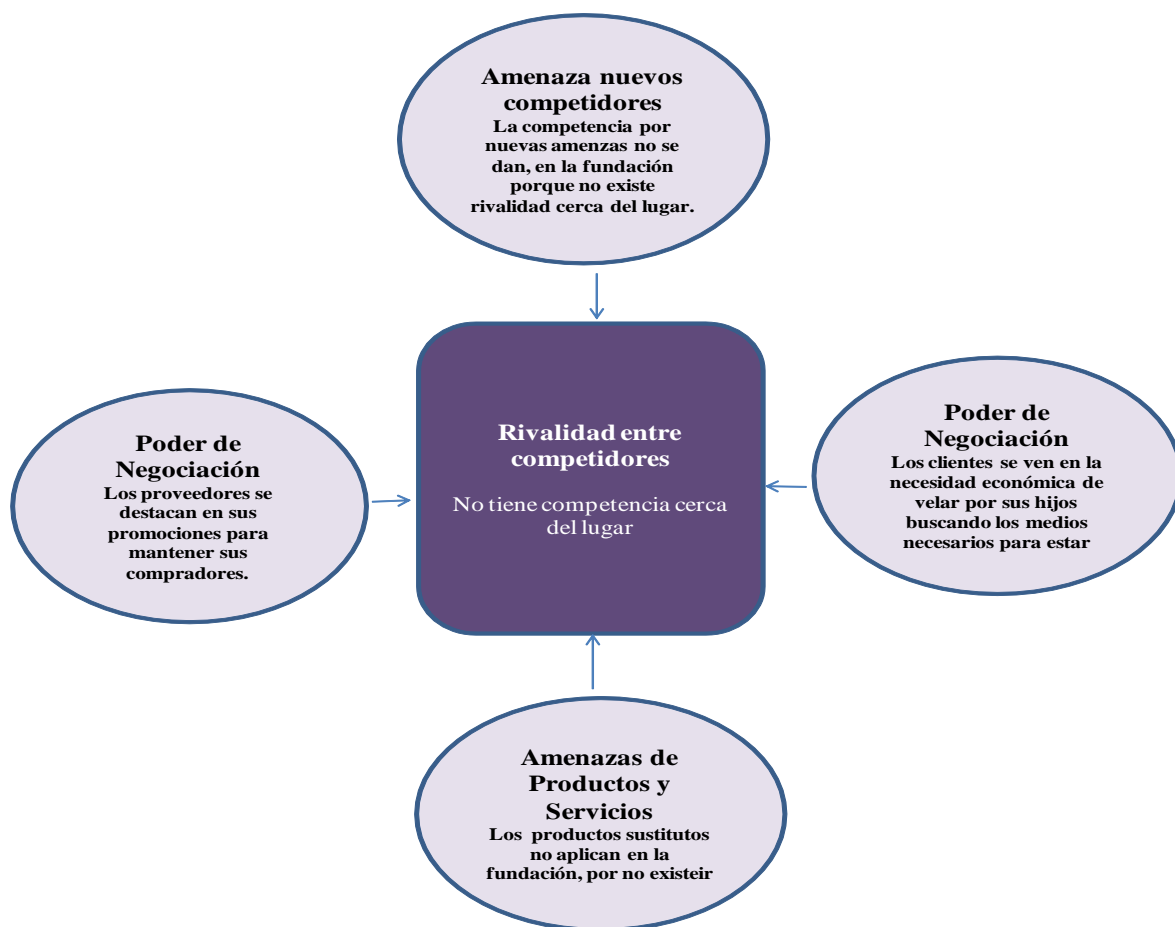 Amenaza nuevos
competidores
La competencia por
nuevas amenzas no se
dan, en la fundación
porque no existe
rivalidad cerca del lugar.
Poder de
Negociación
Los proveedores se
destacan en sus
promociones para
mantener sus
compradores.
Rivalidad entre
competidores
No tiene competencia cerca
del lugar
Poder de
Negociación
Los clientes se ven en la
necesidad económica de
velar por sus hijos
buscando los medios
necesarios para estar
Amenazas de
Productos y
Servicios
Los productos sustitutos
no aplican en la
fundación, por no existeir